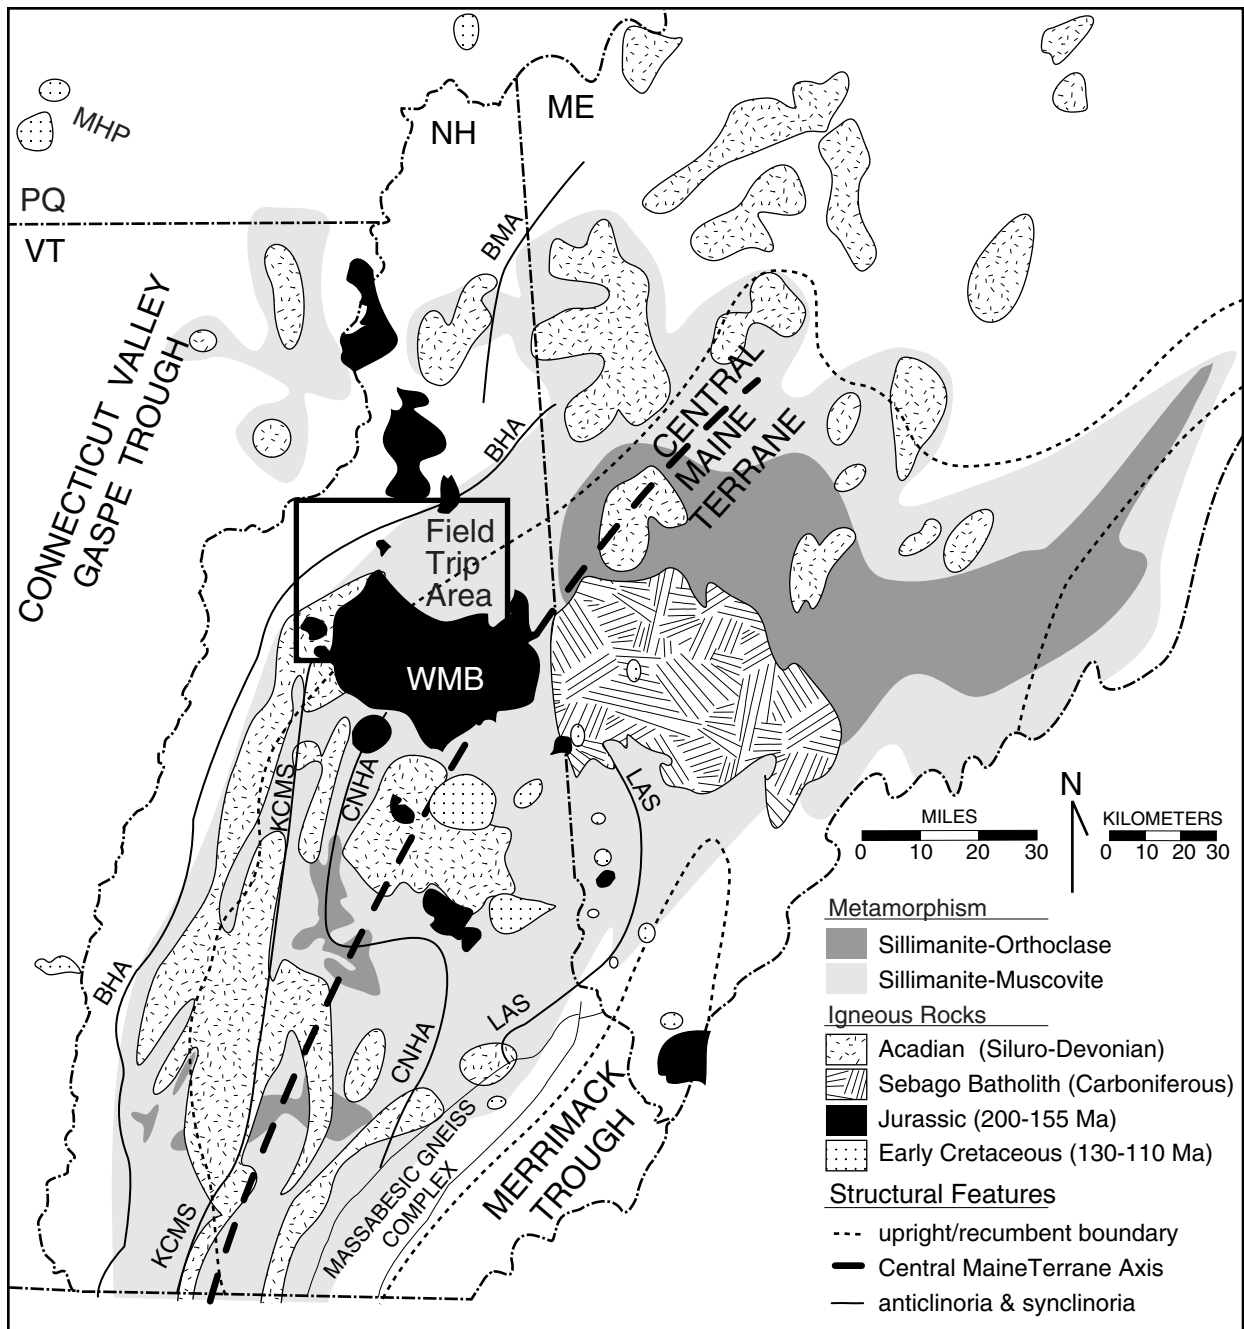 ME
NH
MHP
PQ
VT
BMA
CONNECTICUT VALLEY
GASPE TROUGH
BHA
CENTRAL
MAINE
TERRANE
Field
Trip
Area
WMB
KCMS
CNHA
LAS
N
MILES
0 10 20 30
KILOMETERS
0 10 20 30
BHA
LAS
CNHA
KCMS
MASSABESIC GNEISS
COMPLEX
MERRIMACK
TROUGH
Metamorphism
Sillimanite-Orthoclase
Sillimanite-Muscovite
Igneous Rocks
Acadian (Siluro-Devonian)
Sebago Batholith (Carboniferous)
Jurassic (200-155 Ma)
Early Cretaceous (130-110 Ma)
Structural Features
upright/recumbent boundary
Central MaineTerrane Axis
anticlinoria & synclinoria